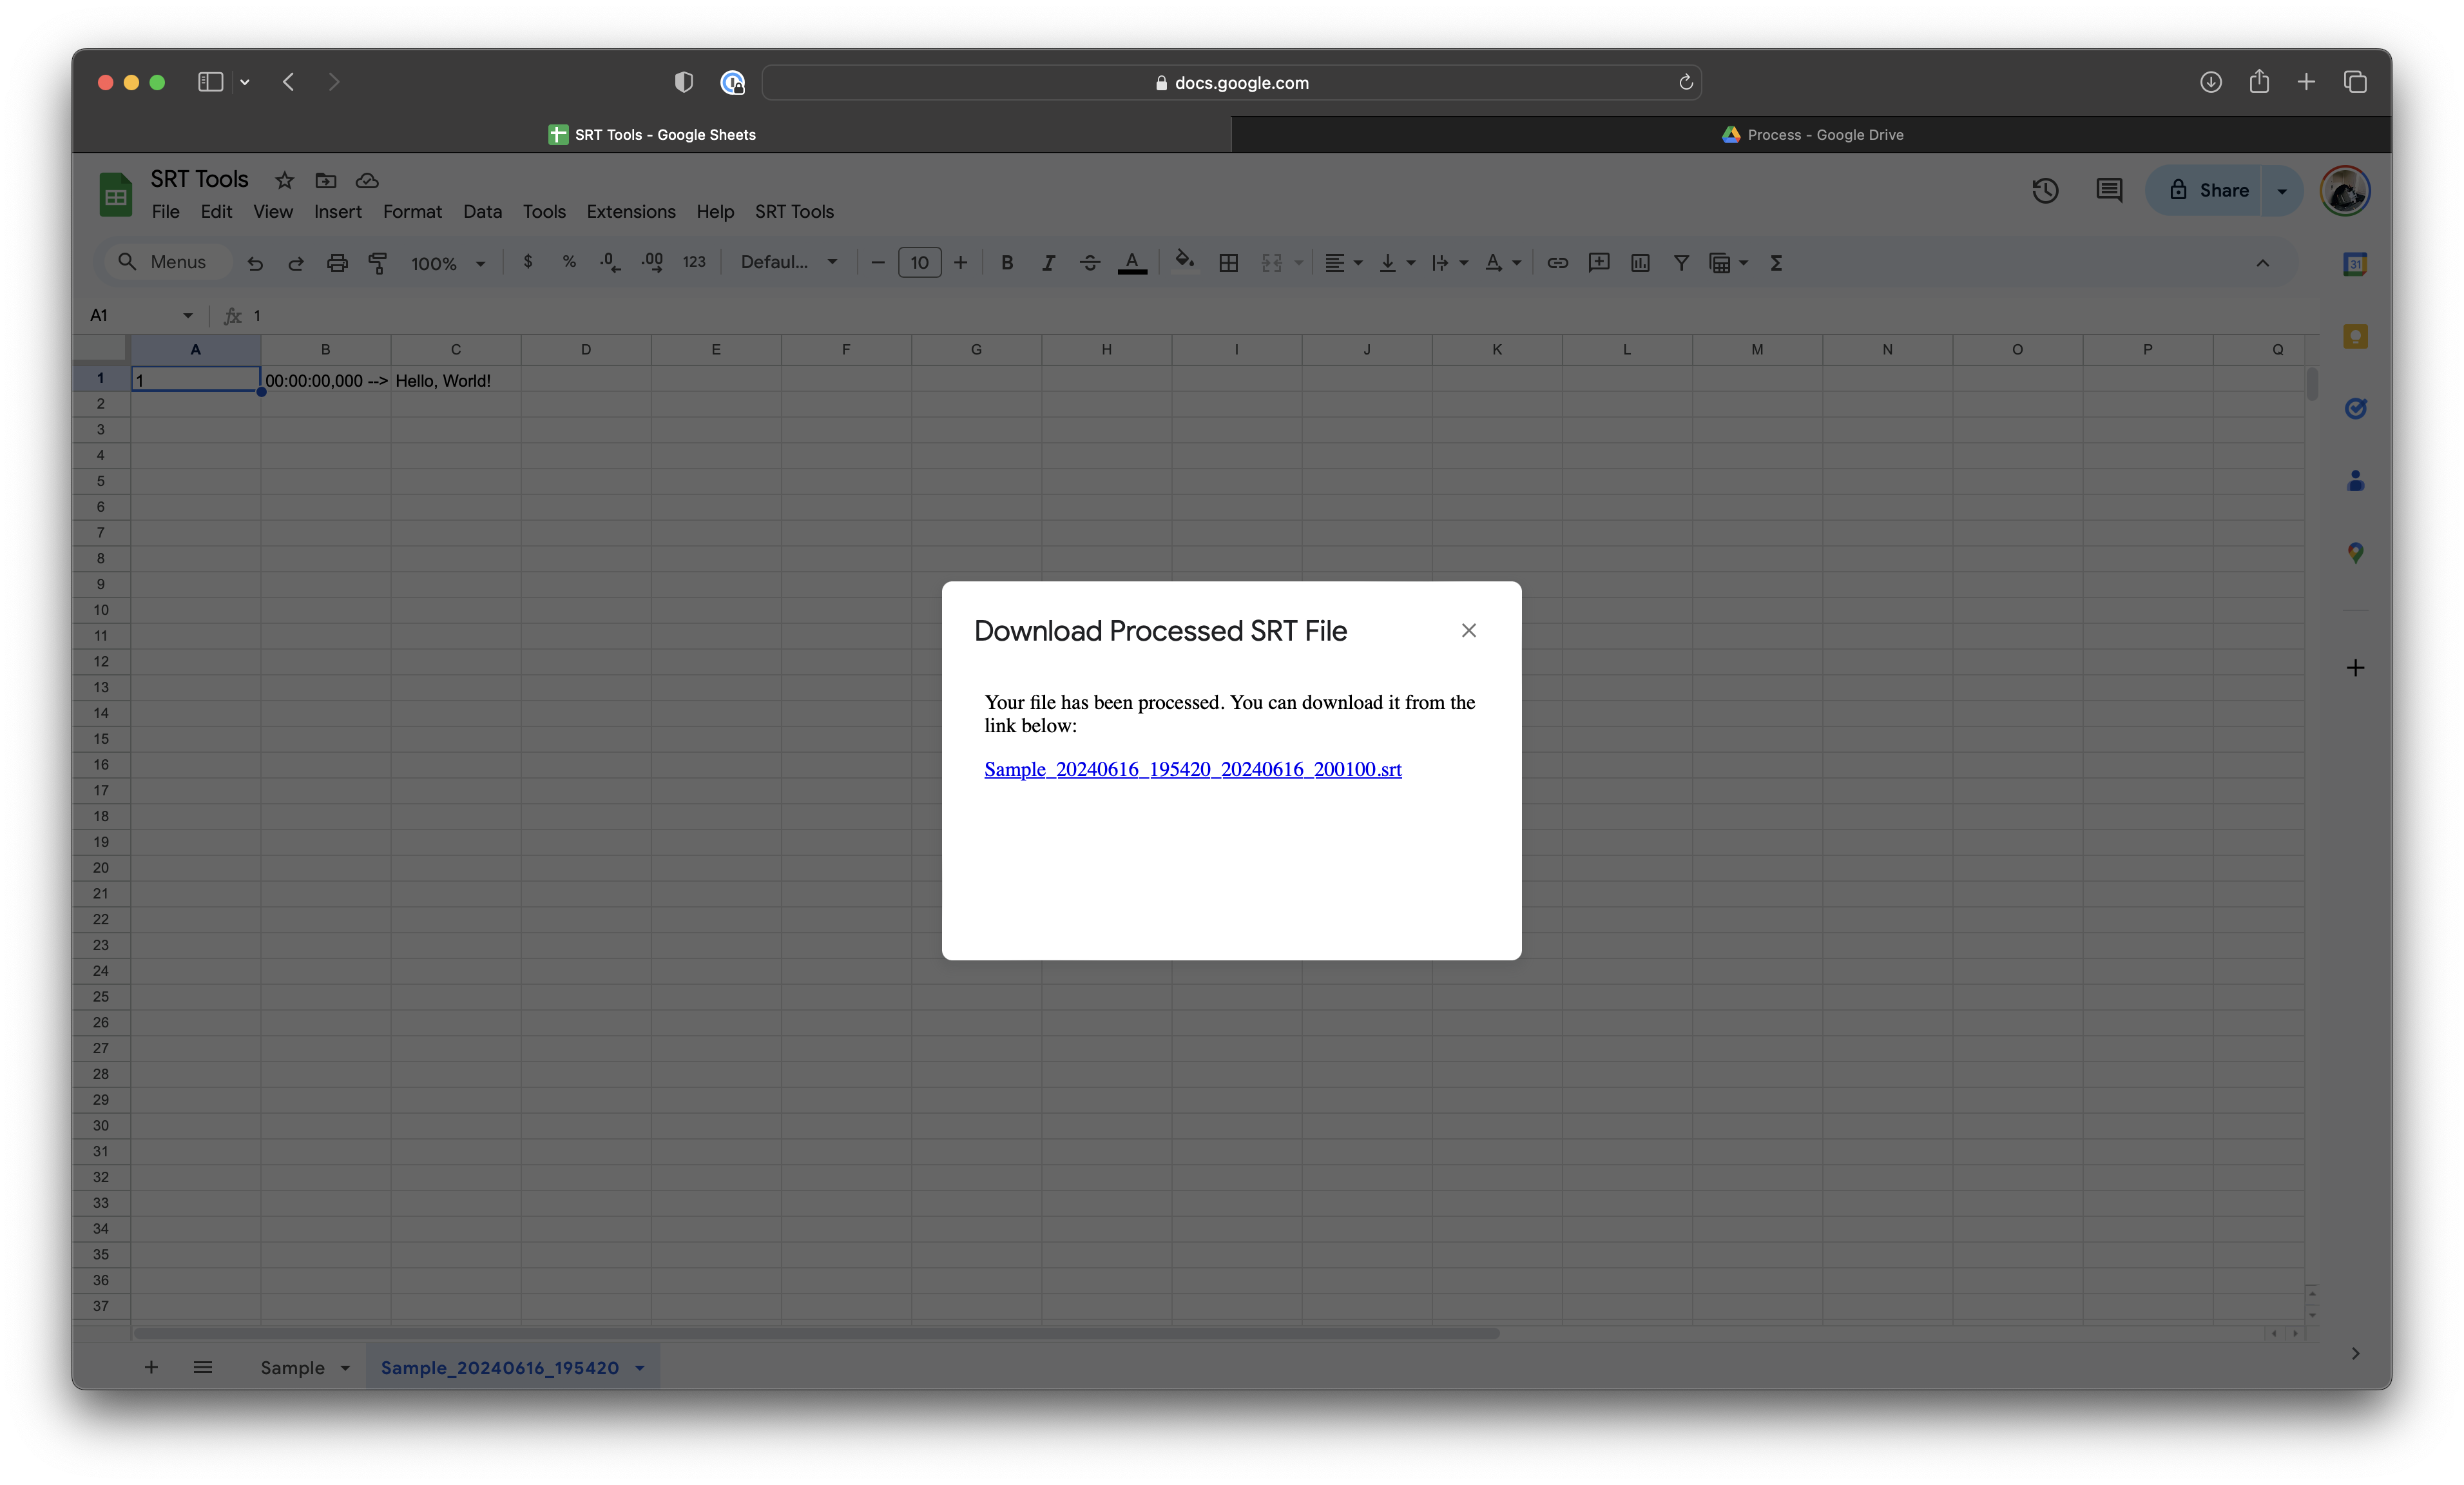 docs.google.com
SRT Tools - Google Sheets
Process - Google Drive
SRT Tools
File Edit View Insert Format Data Tools Extensions Help SRT Tools
Share
Menus 100% $ % .0 .00 123 Defaul... 10 B I A A Σ
31
A1 fx 1
A B C D E F G H I J K L M N O P Q
1 1 00:00:00,000 --> Hello, World!
2
3
4
5
6
7
8
9
10
11
12
13
14
15
16
17
18
19
20
21
22
23
24
25
26
27
28
29
30
31
32
33
34
35
36
37
Download Processed SRT File
Your file has been processed. You can download it from the
link below:
Sample_20240616_195420_20240616_200100.srt
Sample Sample_20240616_195420